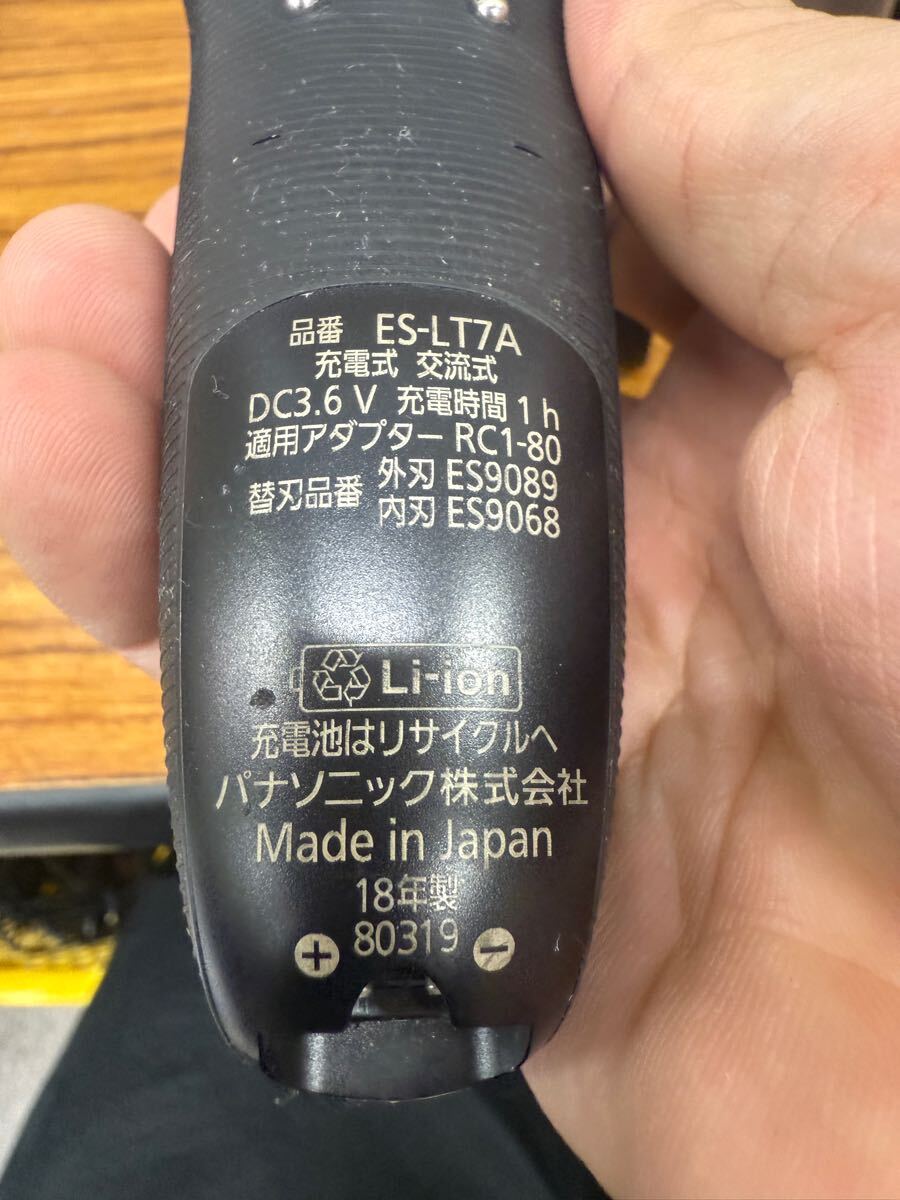 品番 ES-LT7A
充電式 交流式
DC3.6 V 充電時間 1 h
適用アダプター RC1-80
替刃品番 外刃 ES9089
内刃 ES9068
Li-ion
充電池はリサイクルへ
パナソニック株式会社
Made in Japan
18年製
+ 80319 -